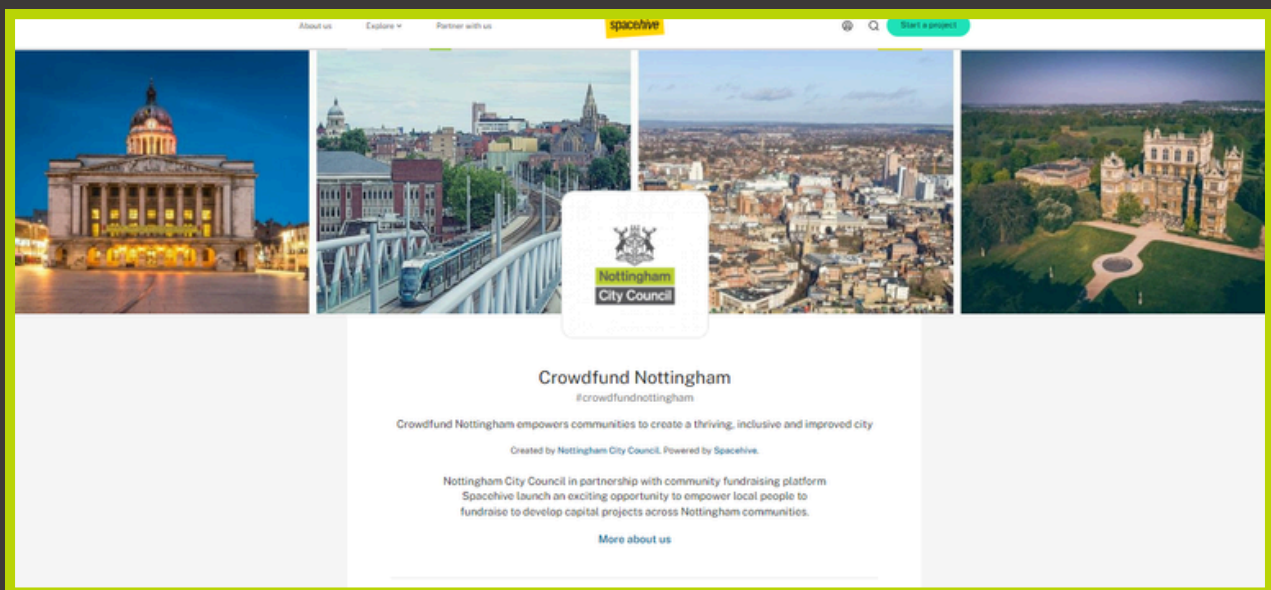 About us Explore Partner with us spacehive Start a project
Nottingham
City Council
Crowdfund Nottingham
#crowdfundnottingham
Crowdfund Nottingham empowers communities to create a thriving, inclusive and improved city
Created by Nottingham City Council. Powered by Spacehive.
Nottingham City Council in partnership with community fundraising platform
Spacehive launch an exciting opportunity to empower local people to
fundraise to develop capital projects across Nottingham communities.
More about us